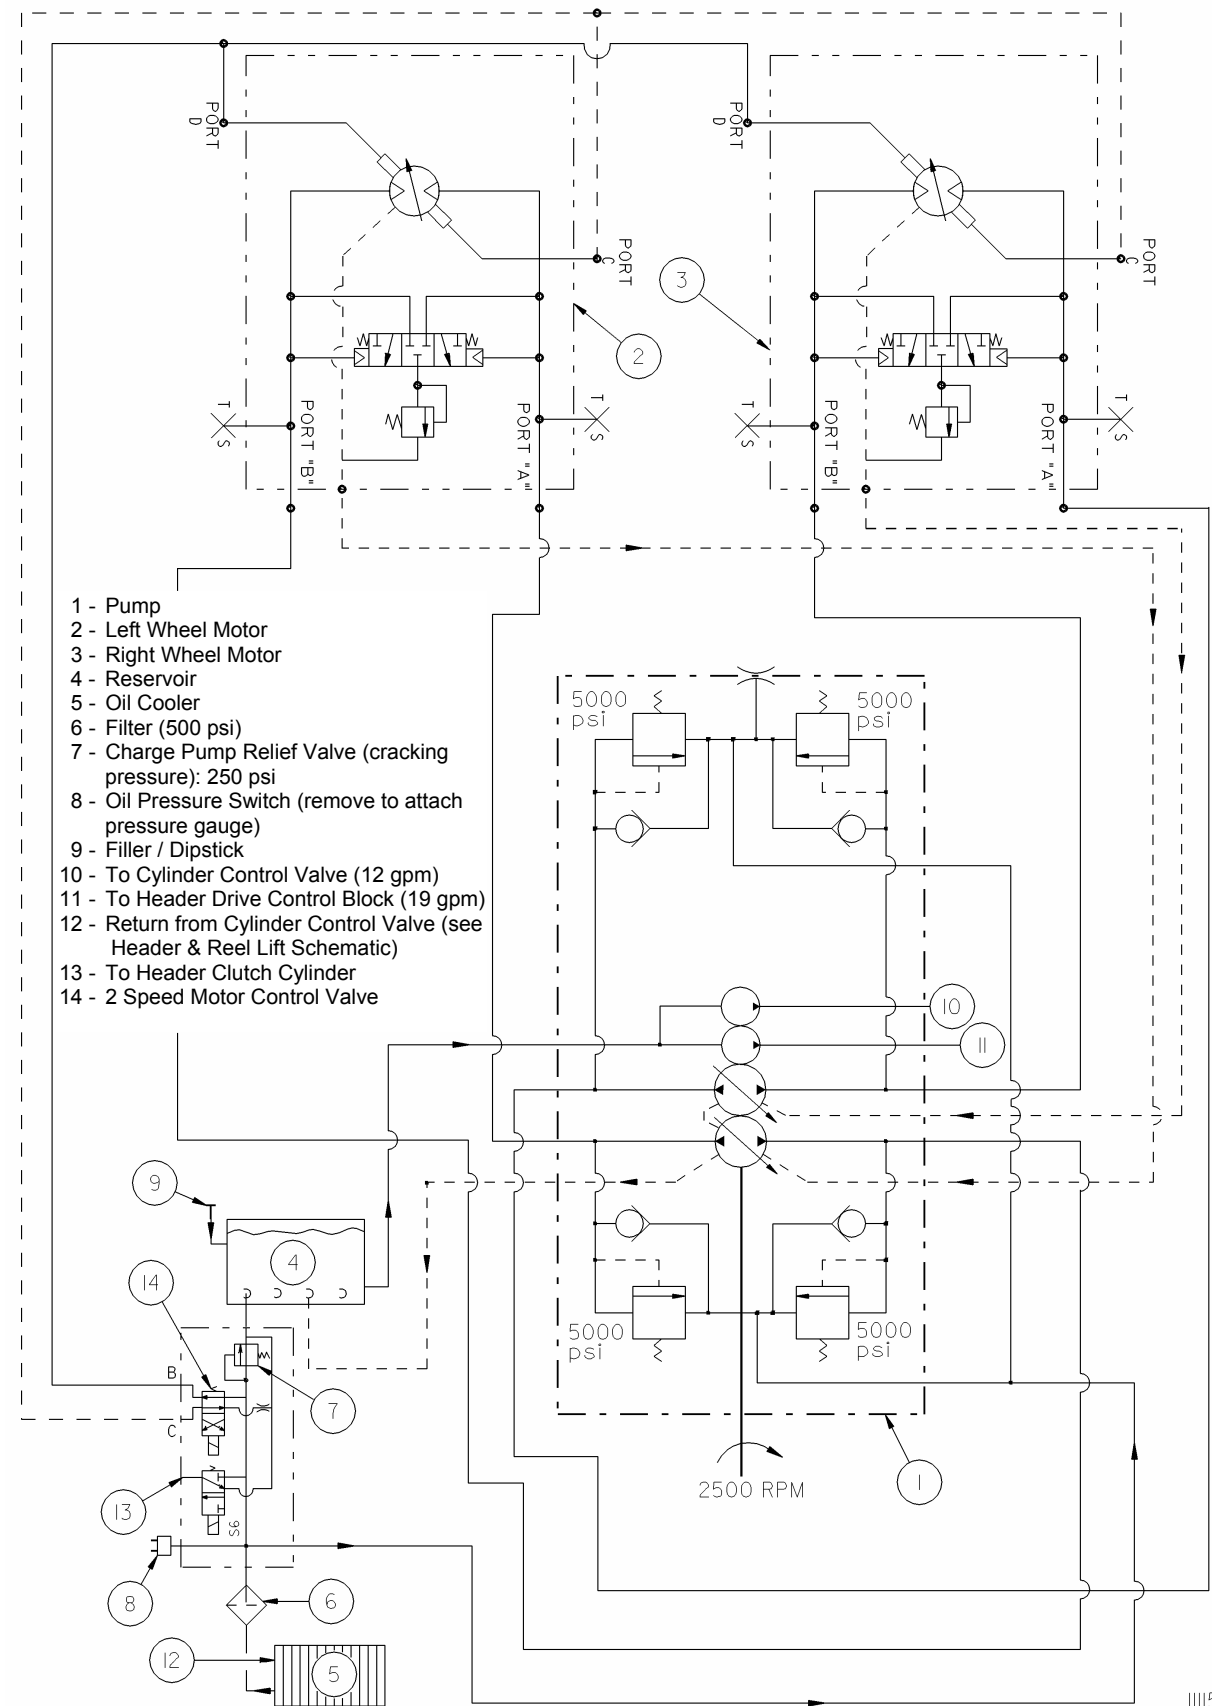 PORT
D
PORT
D
PORT
C
PORT
C
3
2
T
S
PORT "B"
PORT "A"
T
S
T
S
PORT "B"
PORT "A"
T
S
1 - Pump
2 - Left Wheel Motor
3 - Right Wheel Motor
4 - Reservoir
5 - Oil Cooler
6 - Filter (500 psi)
7 - Charge Pump Relief Valve (cracking
pressure): 250 psi
8 - Oil Pressure Switch (remove to attach
pressure gauge)
9 - Filler / Dipstick
10 - To Cylinder Control Valve (12 gpm)
11 - To Header Drive Control Block (19 gpm)
12 - Return from Cylinder Control Valve (see
Header & Reel Lift Schematic)
13 - To Header Clutch Cylinder
14 - 2 Speed Motor Control Valve
5000
psi
5000
psi
10
11
9
4
14
5000
psi
5000
psi
B
7
C
2500 RPM
1
13
S6
8
6
12
5